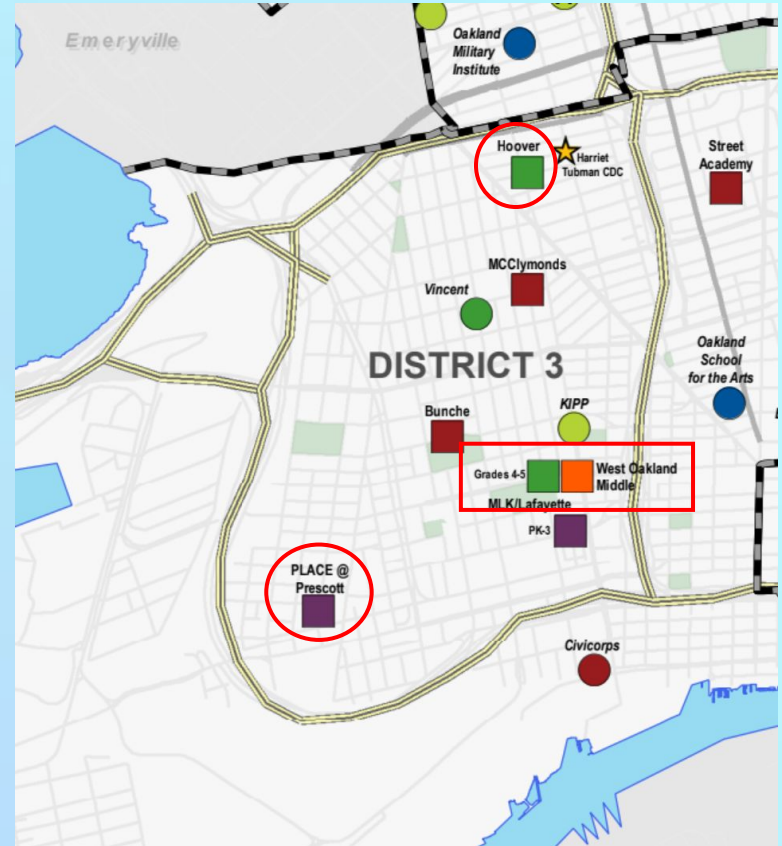 Emeryville
Oakland
Military
Institute
Hoover
Harriet
Tubman CDC
Street
Academy
MCClymonds
Vincent
Oakland
School
for the Arts
DISTRICT 3
Bunche
KIPP
Grades 4-5
West Oakland
Middle
MLK/Lafayette
PK-3
PLACE @
Prescott
Civicorps